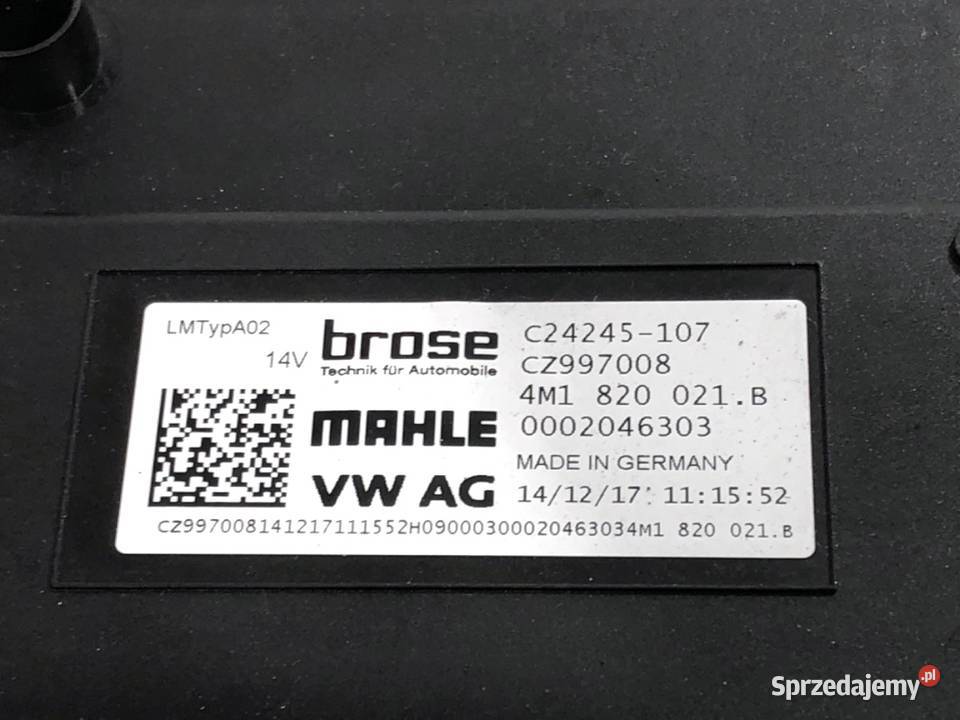 LMTypA02
14V
brose
Technik für Automobile
MAHLE
VW AG
C24245-107
CZ997008
4M1 820 021.B
0002046303
MADE IN GERMANY
14/12/17 11:15:52
CZ997008141217111552H09000300020463034M1 820 021.B
Sprzedajemy.pl